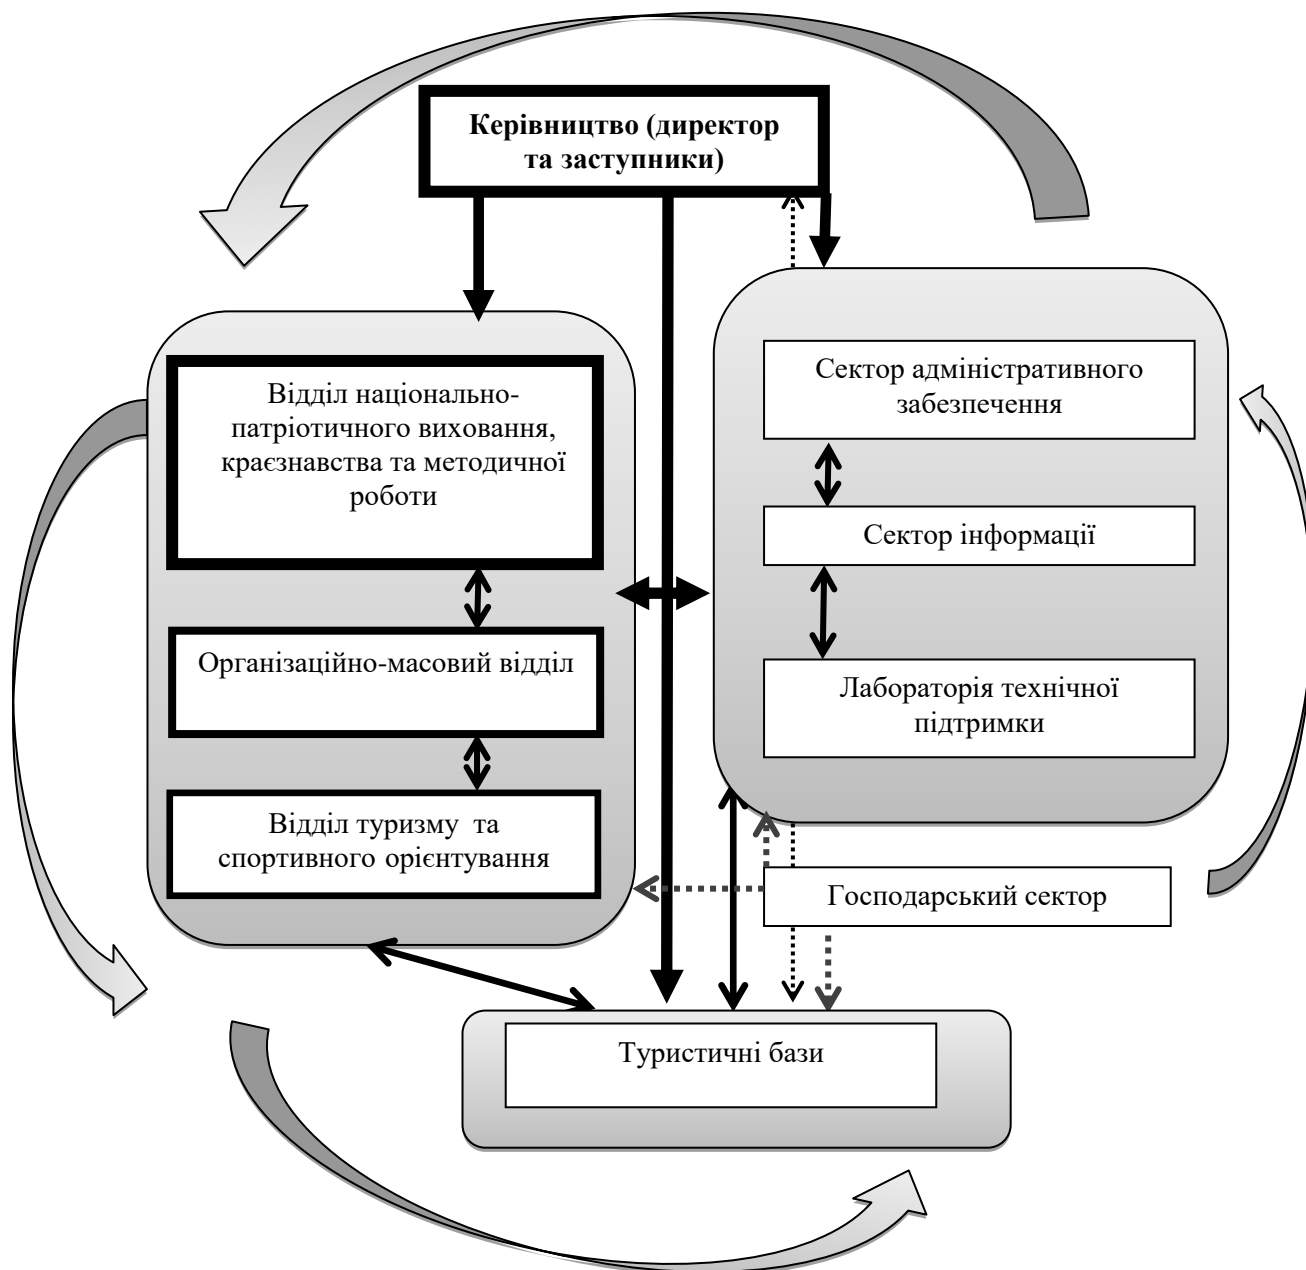 Керівництво (директор
та заступники)
Відділ національно-
патріотичного виховання,
краєзнавства та методичної
роботи
Організаційно-масовий відділ
Відділ туризму та
спортивного орієнтування
Сектор адміністративного
забезпечення
Сектор інформації
Лабораторія технічної
підтримки
Господарський сектор
Туристичні бази